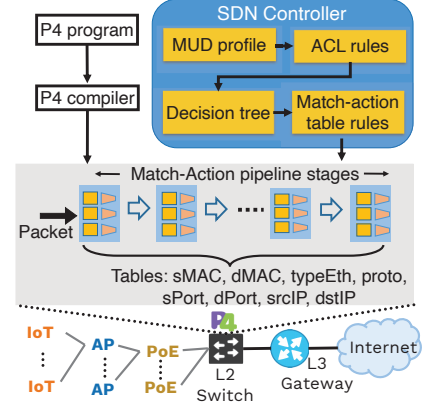 SDN Controller
P4 program
MUD profile
ACL rules
P4 compiler
Decision tree
Match-action
table rules
Match-Action pipeline stages
Packet
Tables: sMAC, dMAC, typeEth, proto,
sPort, dPort, srcIP, dstIP
P4
IoT
AP
PoE
Internet
IoT
AP
PoE
L2
Switch
L3
Gateway